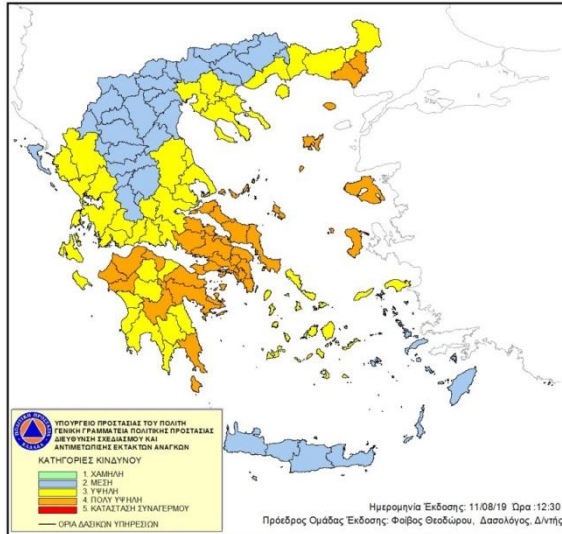 ΥΠΟΥΡΓΕΙΟ ΠΡΟΣΤΑΣΙΑΣ ΤΟΥ ΠΟΛΙΤΗ
ΓΕΝΙΚΗ ΓΡΑΜΜΑΤΕΙΑ ΠΟΛΙΤΙΚΗΣ ΠΡΟΣΤΑΣΙΑΣ
ΔΙΕΥΘΥΝΣΗ ΣΧΕΔΙΑΣΜΟΥ ΚΑΙ
ΑΝΤΙΜΕΤΩΠΙΣΗΣ ΕΚΤΑΚΤΩΝ ΑΝΑΓΚΩΝ
ΚΑΤΗΓΟΡΙΕΣ ΚΙΝΔΥΝΟΥ
1. ΧΑΜΗΛΗ
2. ΜΕΣΗ
3. ΥΨΗΛΗ
4. ΠΟΛΥ ΥΨΗΛΗ
5. ΚΑΤΑΣΤΑΣΗ ΣΥΝΑΓΕΡΜΟΥ
ΟΡΙΑ ΔΑΣΙΚΩΝ ΥΠΗΡΕΣΙΩΝ
Ημερομηνία Έκδοσης: 11/08/19 Ώρα :12:30
Πρόεδρος Ομάδας Έκδοσης: Φοίβος Θεοδώρου, Δασολόγος, Δ/ντής